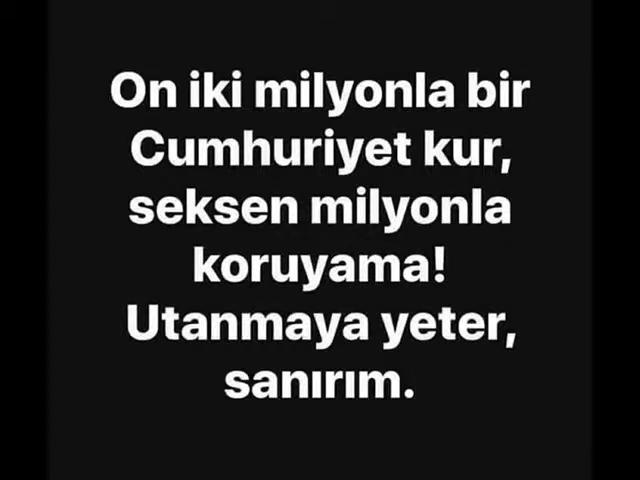 On iki milyonla bir
Cumhuriyet kur,
seksen milyonla
koruyama!
Utanmaya yeter,
sanırım.